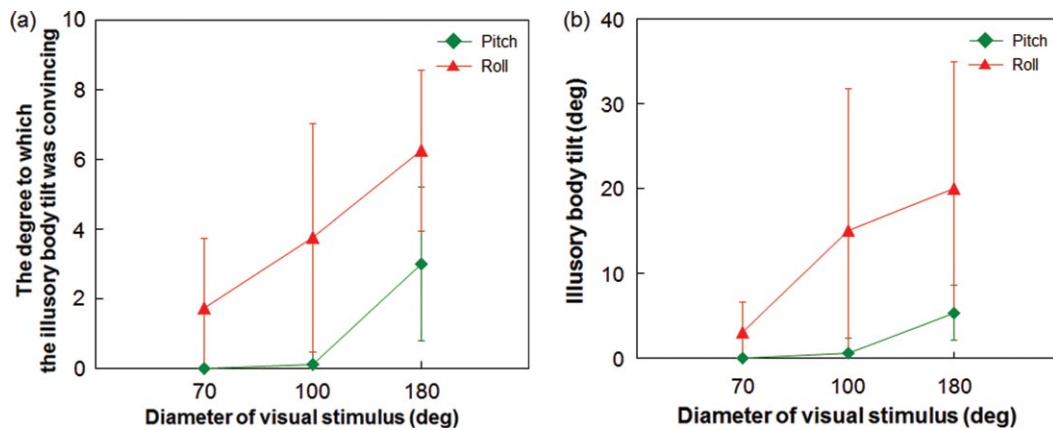 (a)
10
8
6
4
2
0
The degree to which
the illusory body tilt was convincing
Pitch
Roll
70 100 180
Diameter of visual stimulus (deg)
(b)
40
30
20
10
0
Illusory body tilt (deg)
Pitch
Roll
70 100 180
Diameter of visual stimulus (deg)